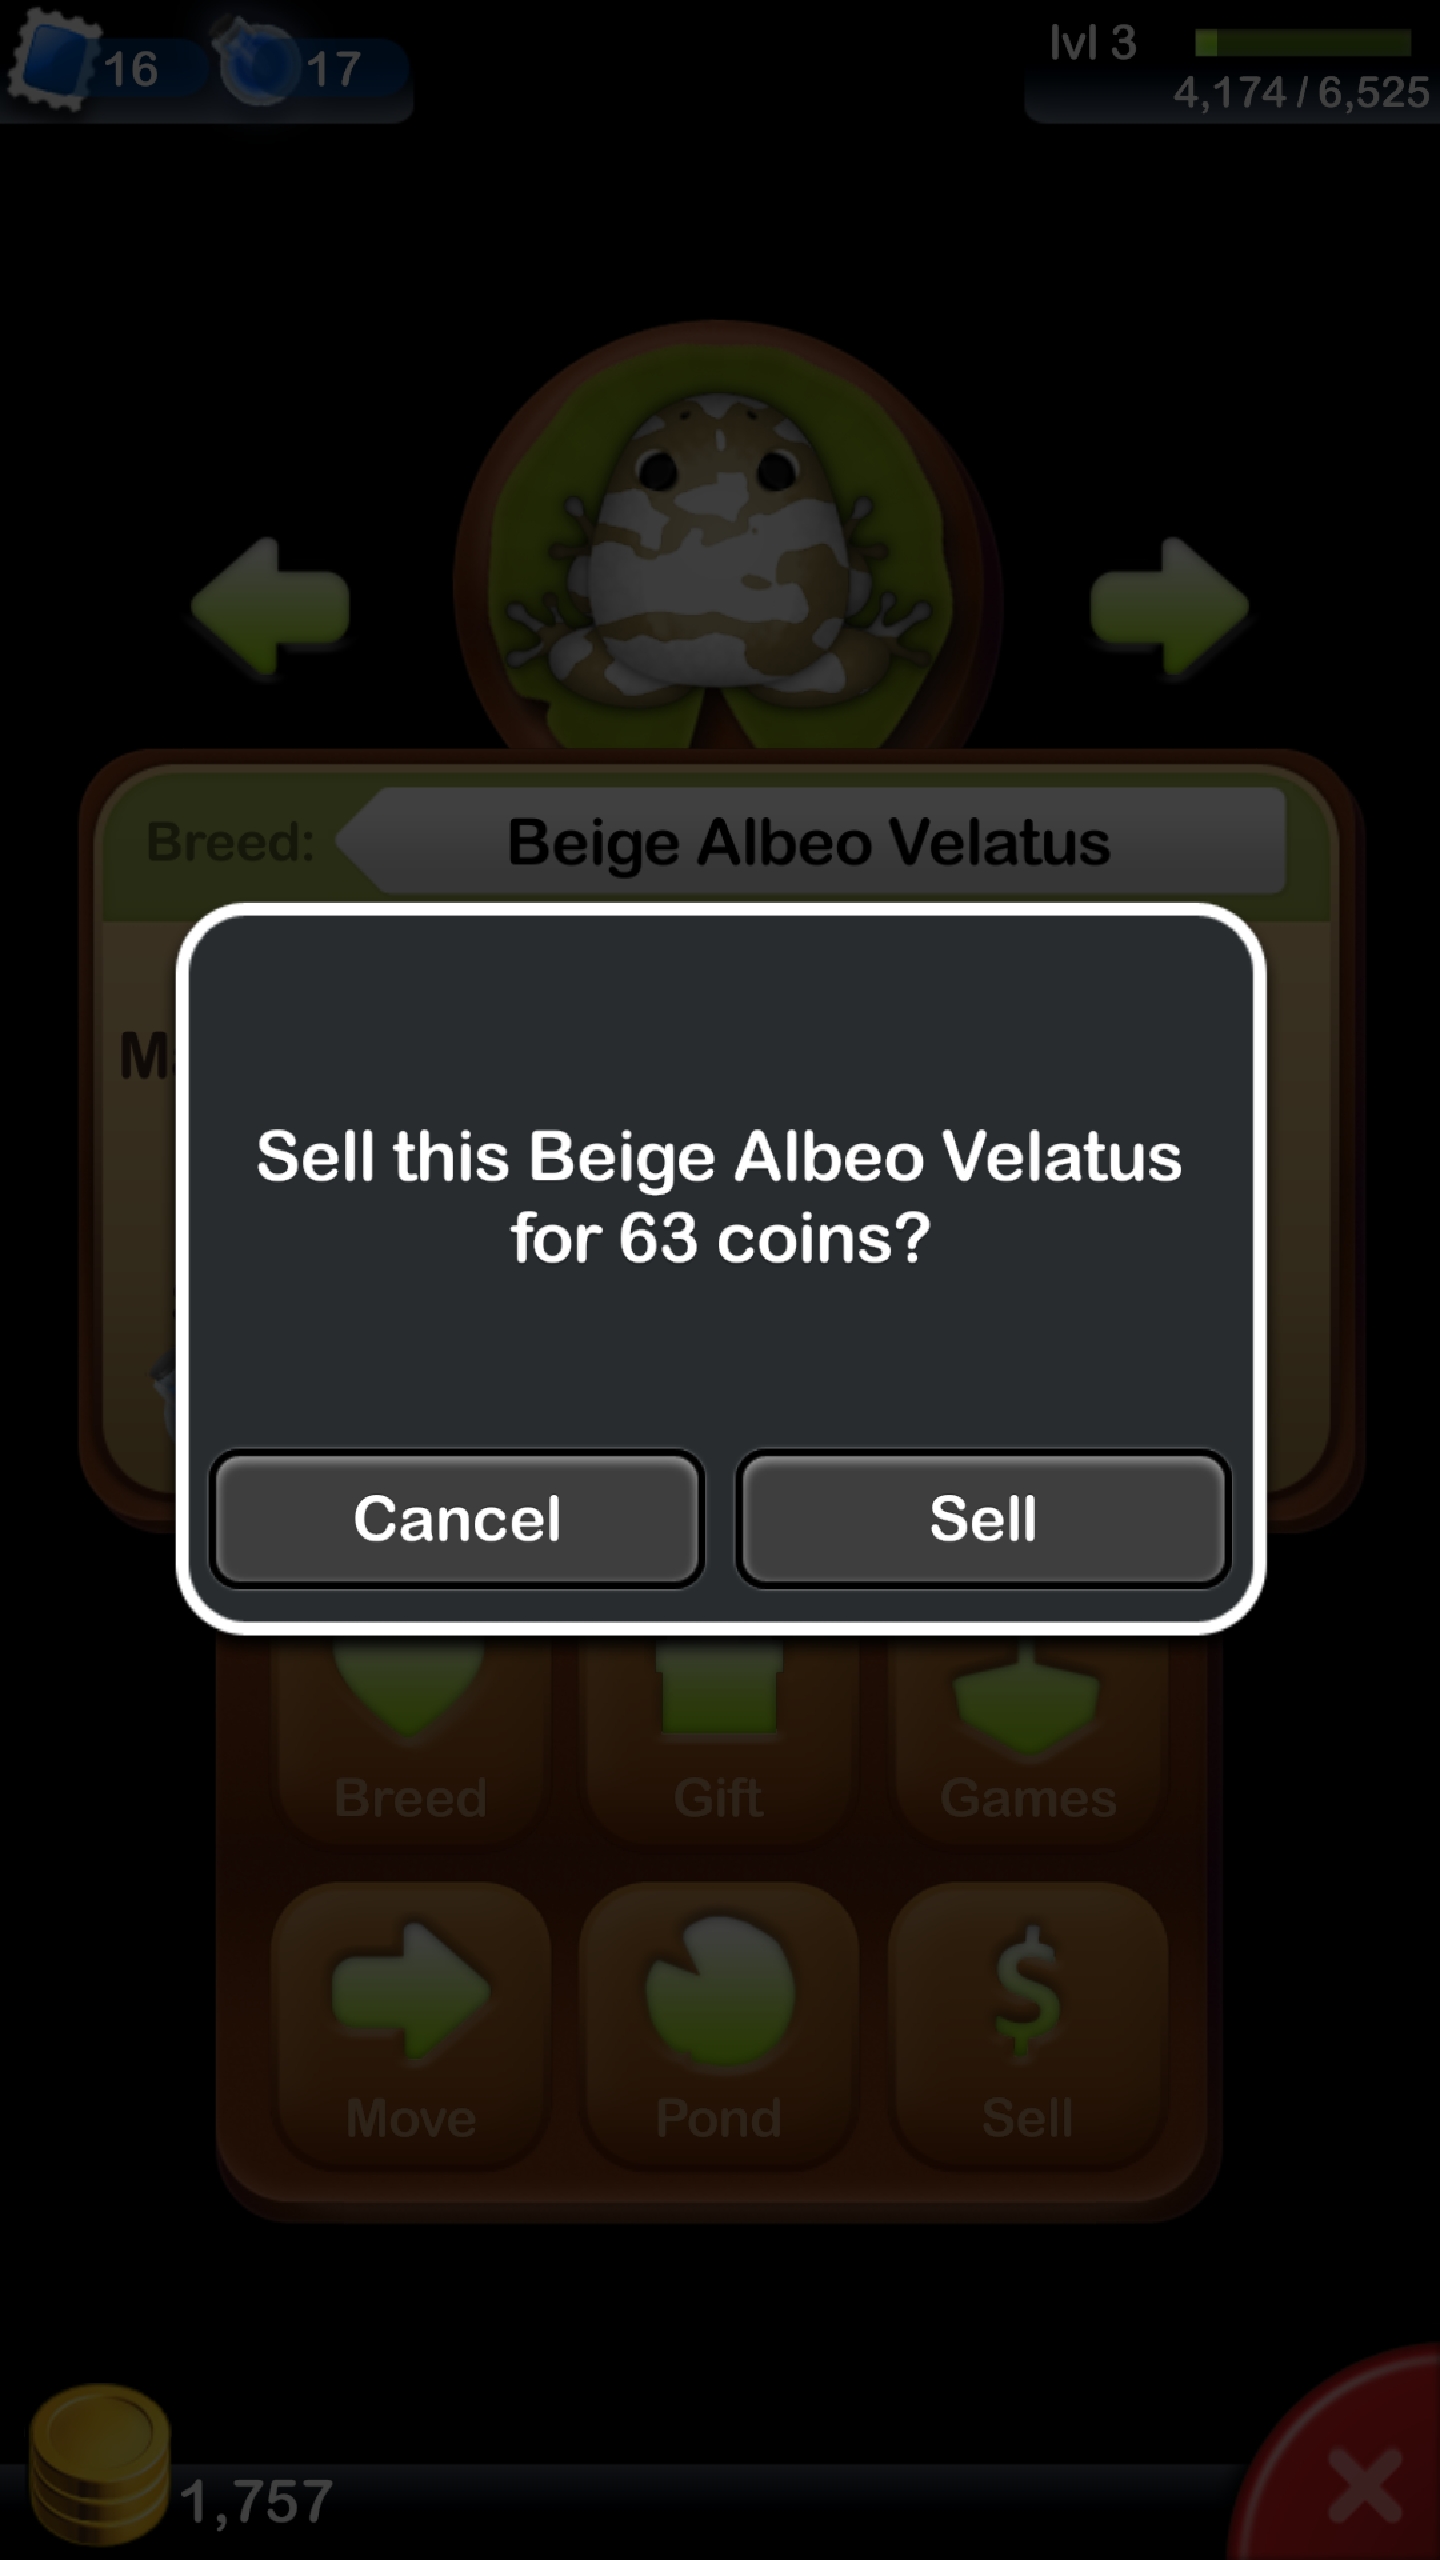 16
17
lvl 3
4,174 / 6,525
Breed:
Beige Albeo Velatus
Sell this Beige Albeo Velatus
for 63 coins?
Cancel
Sell
Breed
Gift
Games
Move
Pond
Sell
1,757